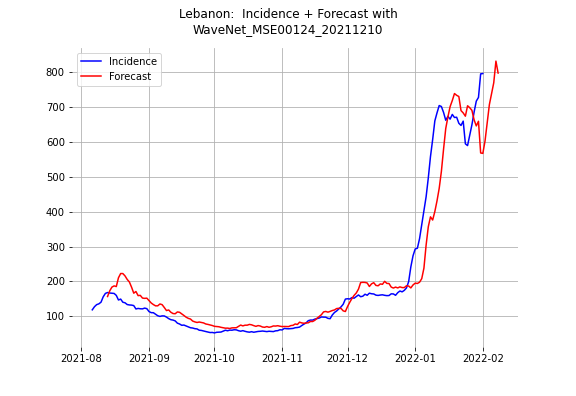 Lebanon:  Incidence + Forecast with
WaveNet_MSE00124_20211210
Incidence
Forecast
800
700
600
500
400
300
200
100
2021-08 2021-09 2021-10 2021-11 2021-12 2022-01 2022-02